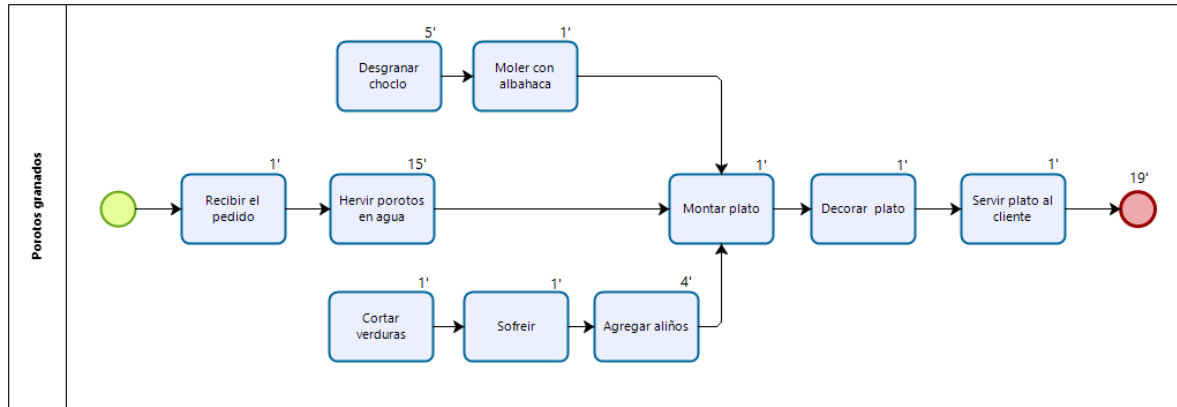 Porotos granados
5'
Desgranar
choclo
1'
Moler con
albahaca
1'
Recibir el
pedido
15'
Hervir porotos
en agua
1'
Montar plato
1'
Decorar plato
1'
Servir plato al
cliente
19'
1'
Cortar
verduras
1'
Sofreir
4'
Agregar aliños